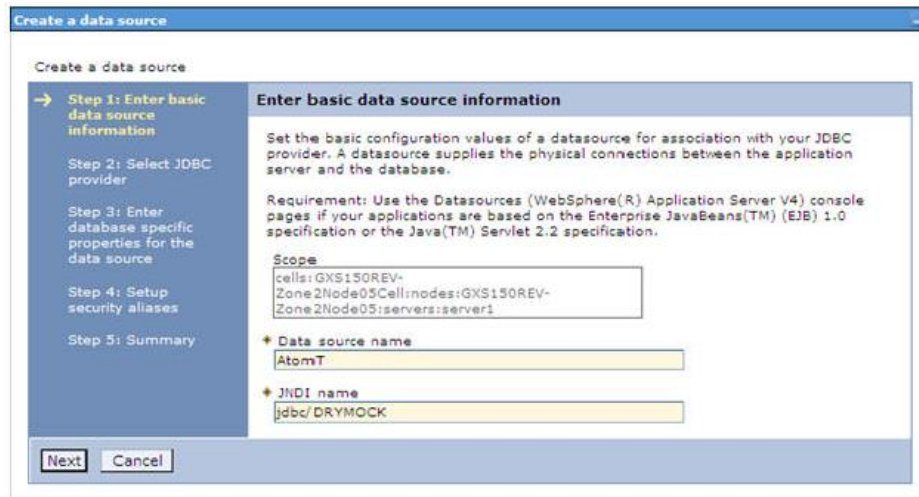 Create a data source
Create a data source
Step 1: Enter basic
data source
information
Step 2: Select JDBC
provider
Step 3: Enter
database specific
properties for the
data source
Step 4: Setup
security aliases
Step 5: Summary
Enter basic data source information
Set the basic configuration values of a datasource for association with your JDBC
provider. A datasource supplies the physical connections between the application
server and the database.
Requirement: Use the Datasources (WebSphere(R) Application Server V4) console
pages if your applications are based on the Enterprise JavaBeans(TM) (EJB) 1.0
specification or the Java(TM) Servlet 2.2 specification.
Scope
cells:GXS150REV-
Zone2Node05Cell:nodes:GXS150REV-
Zone2Node05:servers:server1
Data source name
AtomT
JNDI name
jdbc/DRYMOCK
Next Cancel